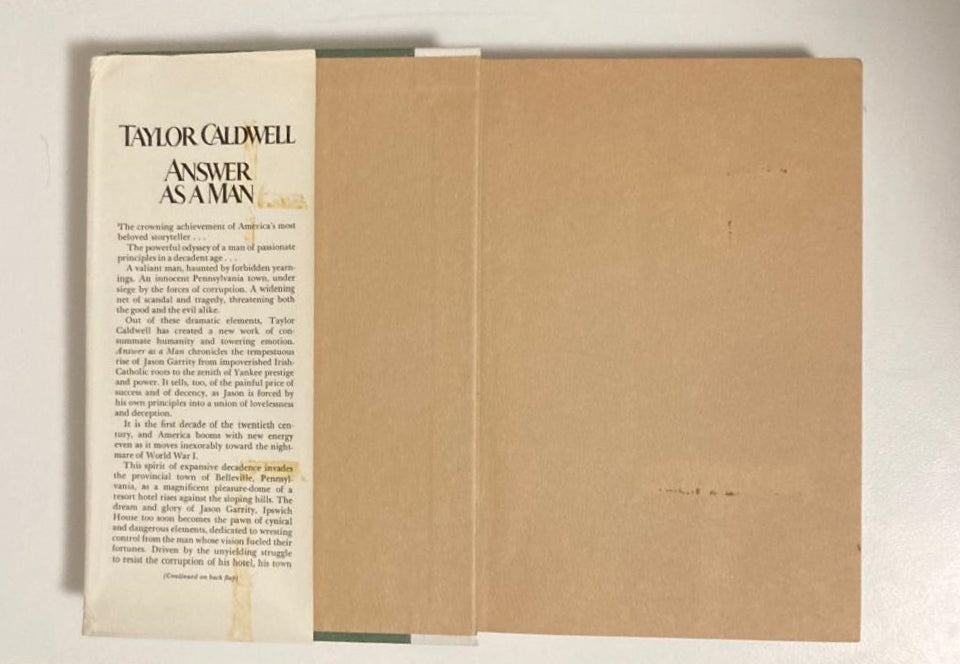 TAYLOR CALDWELL
ANSWER
AS A MAN
The crowning achievement of America's most
beloved storyteller . . .
The powerful odyssey of a man of passionate
principles in a decadent age . . .
A valiant man, haunted by forbidden yearn-
ings. An innocent Pennsylvania town, under
siege by the forces of corruption. A widening
net of scandal and tragedy, threatening both
the good and the evil alike.
Out of these dramatic elements, Taylor
Caldwell has created a new work of con-
summate humanity and towering emotion.
Answer as a Man chronicles the tempestuous
rise of Jason Garrity from impoverished Irish-
Catholic roots to the zenith of Yankee prestige
and power. It tells, too, of the painful price of
success and of decency, as Jason is forced by
his own principles into a union of lovelessness
and deception.
It is the first decade of the twentieth cen-
tury, and America booms with new energy
even as it moves inexorably toward the night-
mare of World War I.
This spirit of expansive decadence invades
the provincial town of Belleville, Pennsyl-
vania, as a magnificent pleasure-dome of a
resort hotel rises against the sloping hills. The
dream and glory of Jason Garrity, Ipswich
House too soon becomes the pawn of cynical
and dangerous elements, dedicated to wresting
control from the man whose vision fueled their
fortunes. Driven by the unyielding struggle
to resist the corruption of his hotel, his town
(Continued on back flap)